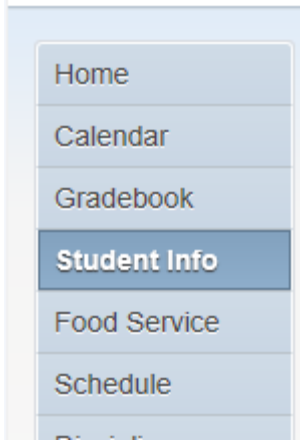 Home
Calendar
Gradebook
Student Info
Food Service
Schedule